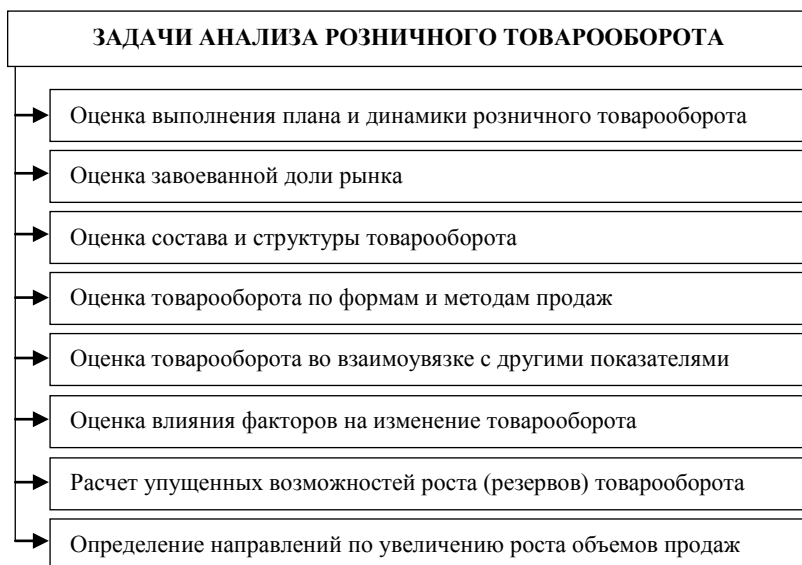 ЗАДАЧИ АНАЛИЗА РОЗНИЧНОГО ТОВАРООБОРОТА
Оценка выполнения плана и динамики розничного товарооборота
Оценка завоеванной доли рынка
Оценка состава и структуры товарооборота
Оценка товарооборота по формам и методам продаж
Оценка товарооборота во взаимоувязке с другими показателями
Оценка влияния факторов на изменение товарооборота
Расчет упущенных возможностей роста (резервов) товарооборота
Определение направлений по увеличению роста объемов продаж